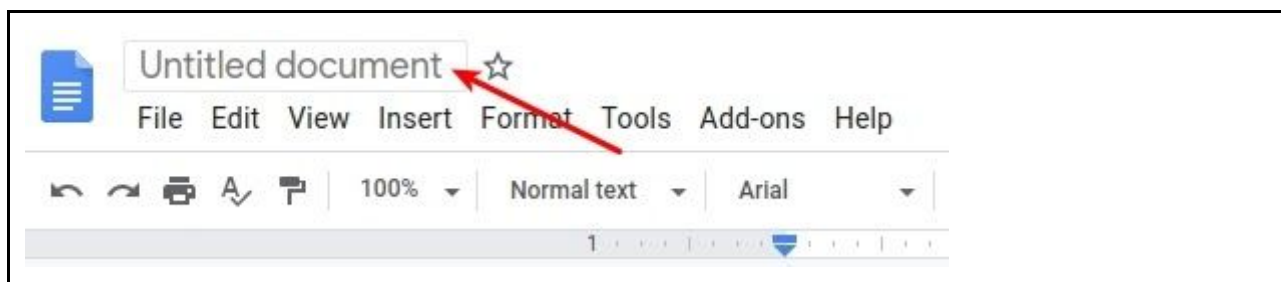 Untitled document
File Edit View Insert Format Tools Add-ons Help
100% Normal text Arial
1